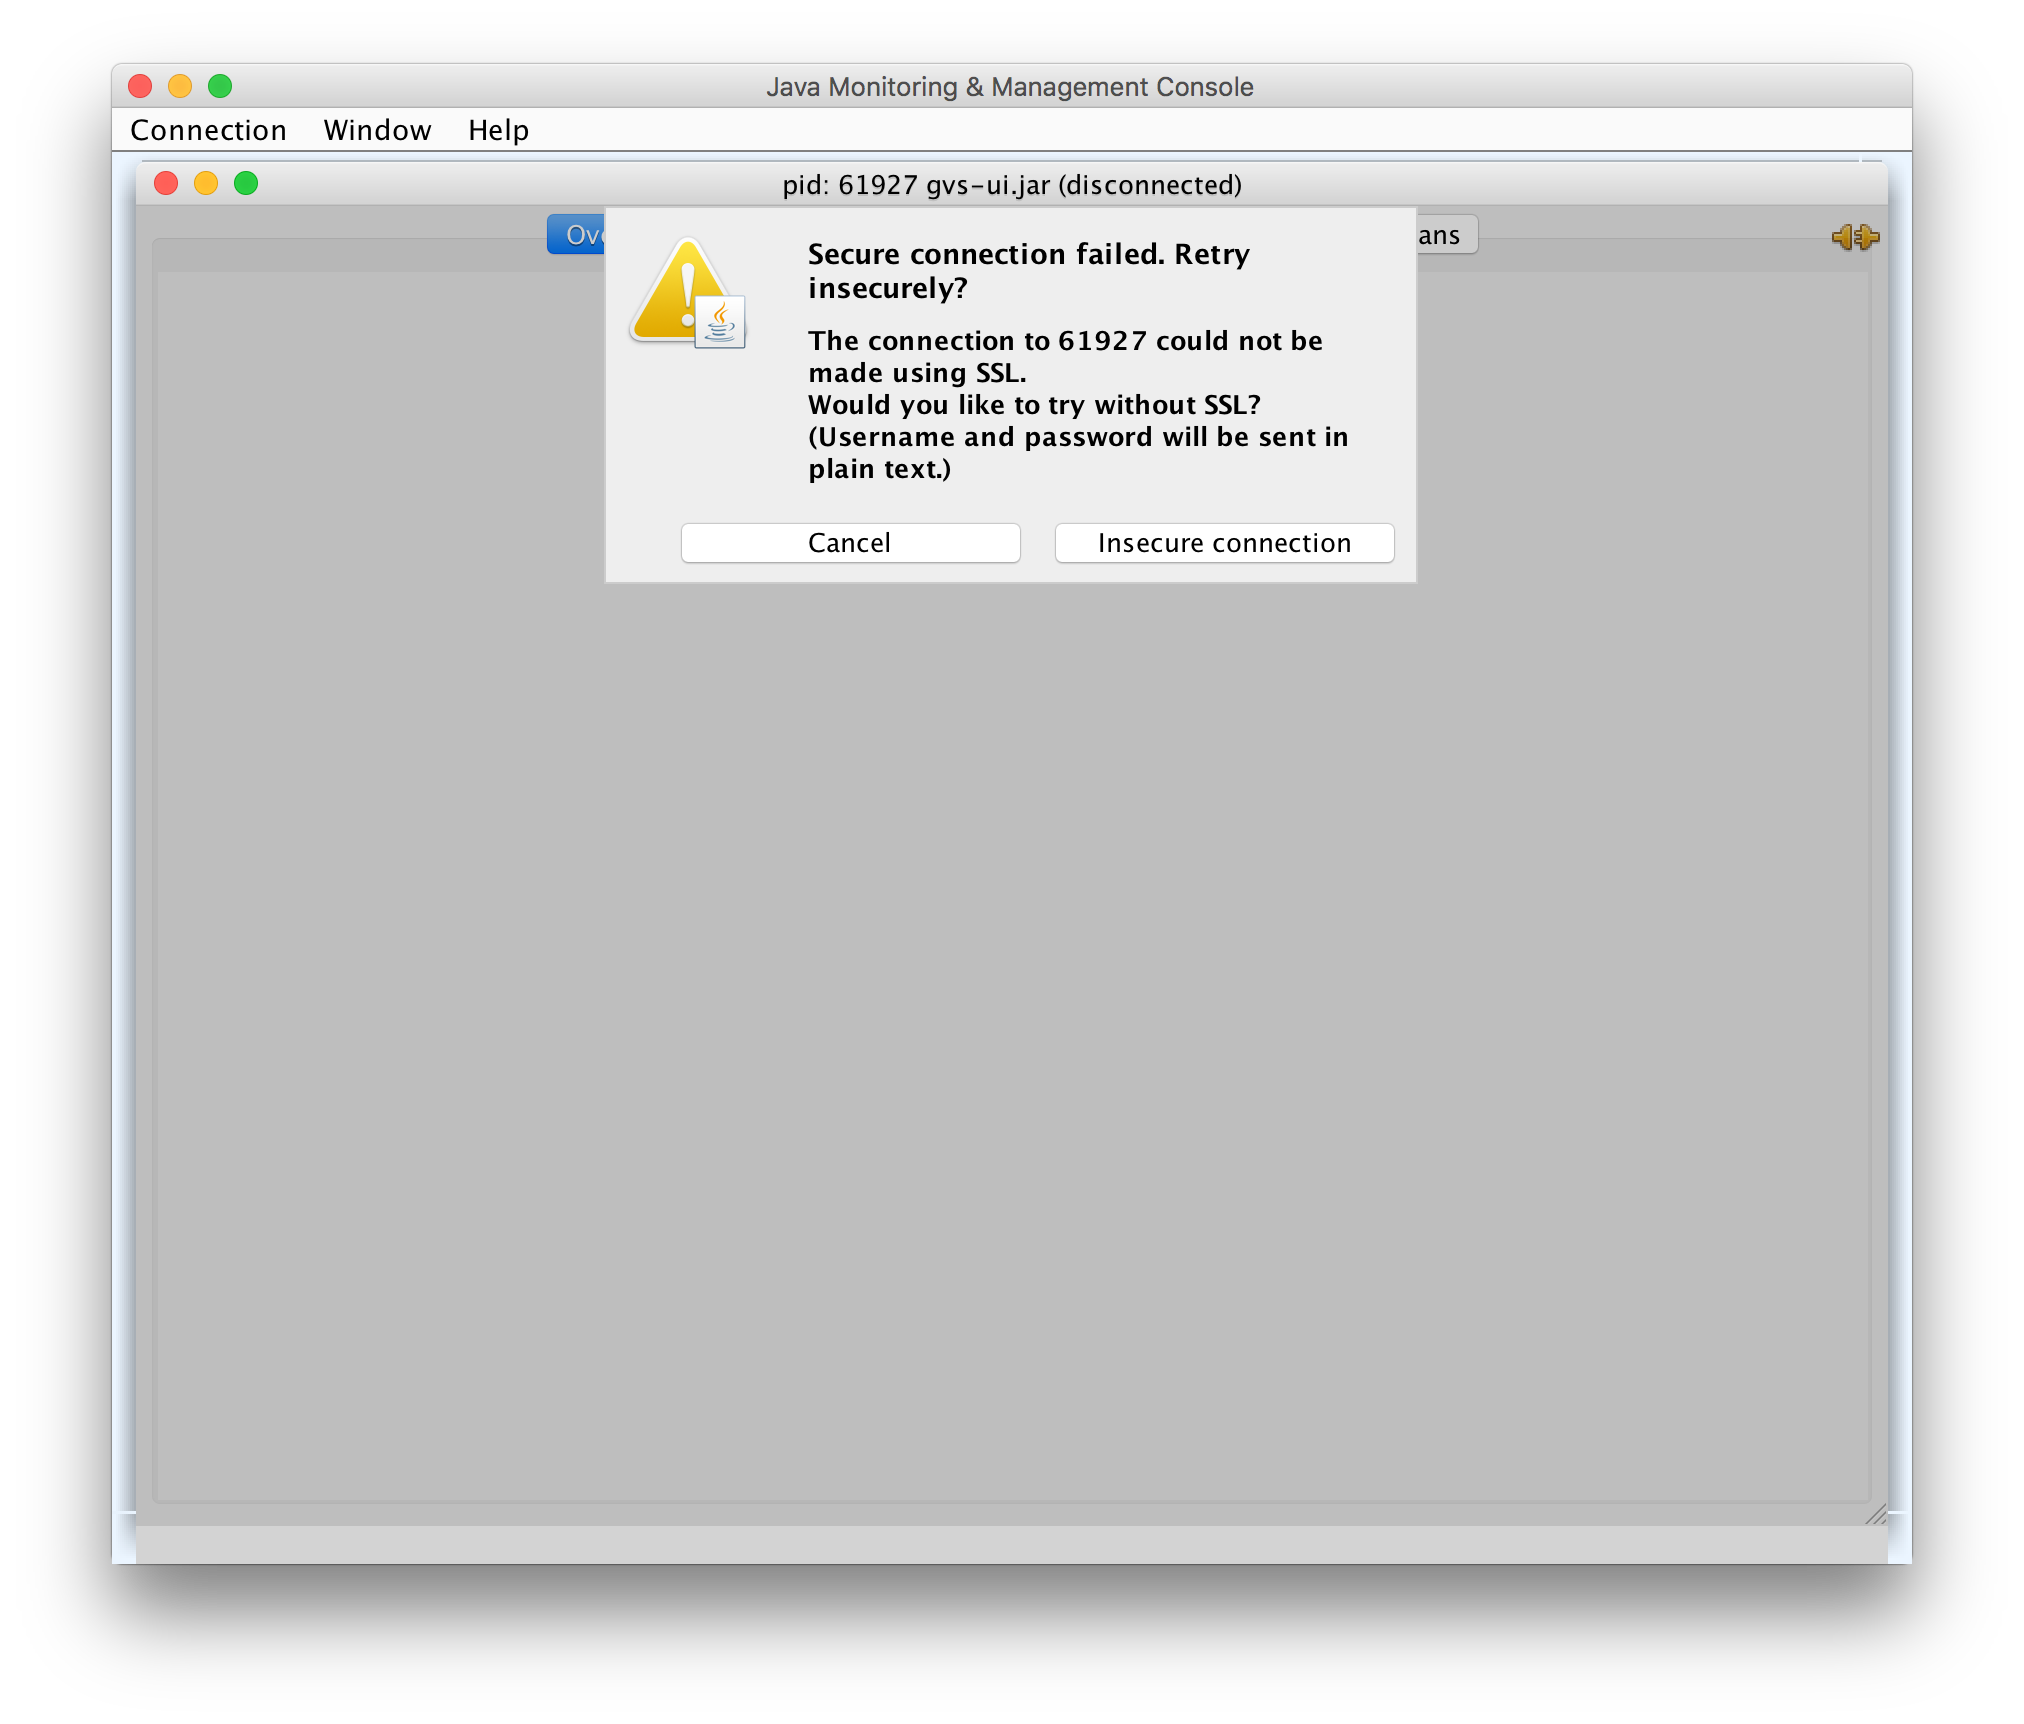 Java Monitoring & Management Console
Connection Window Help
pid: 61927 gvs-ui.jar (disconnected)
Secure connection failed. Retry
insecurely?
The connection to 61927 could not be
made using SSL.
Would you like to try without SSL?
(Username and password will be sent in
plain text.)
Cancel Insecure connection